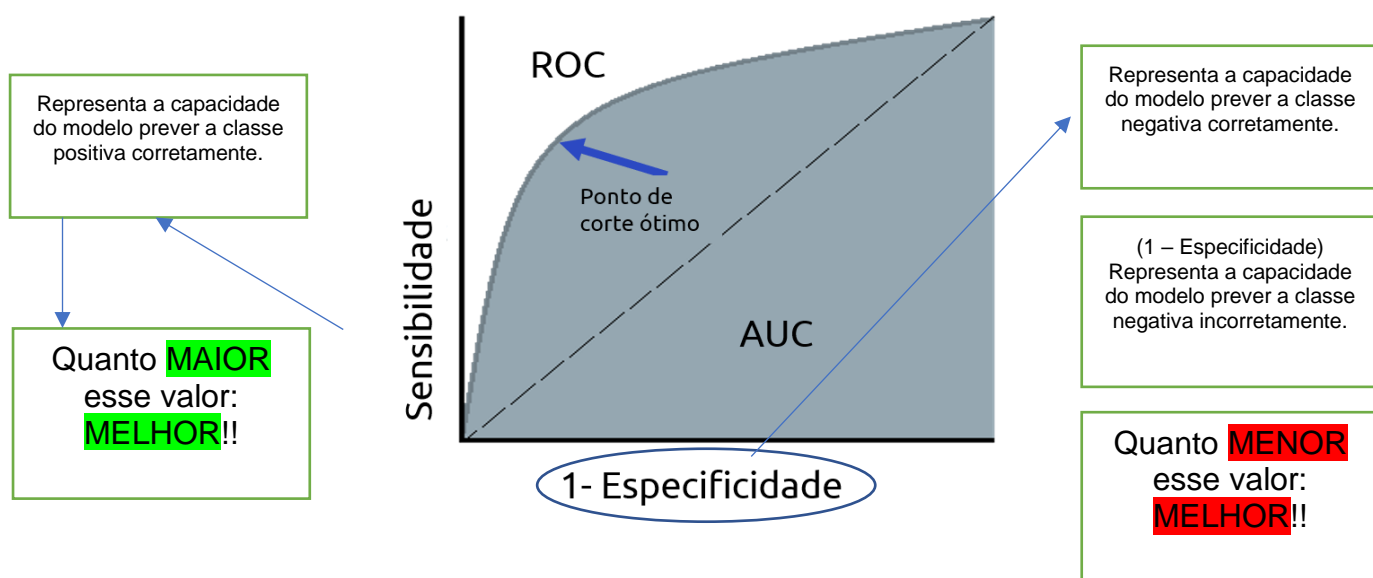 Representa a capacidade
do modelo prever a classe
positiva corretamente.
Quanto MAIOR
esse valor:
MELHOR!!
ROC
Ponto de
corte ótimo
AUC
Sensibilidade
1- Especificidade
Representa a capacidade
do modelo prever a classe
negativa corretamente.
(1 – Especificidade)
Representa a capacidade
do modelo prever a classe
negativa incorretamente.
Quanto MENOR
esse valor:
MELHOR!!